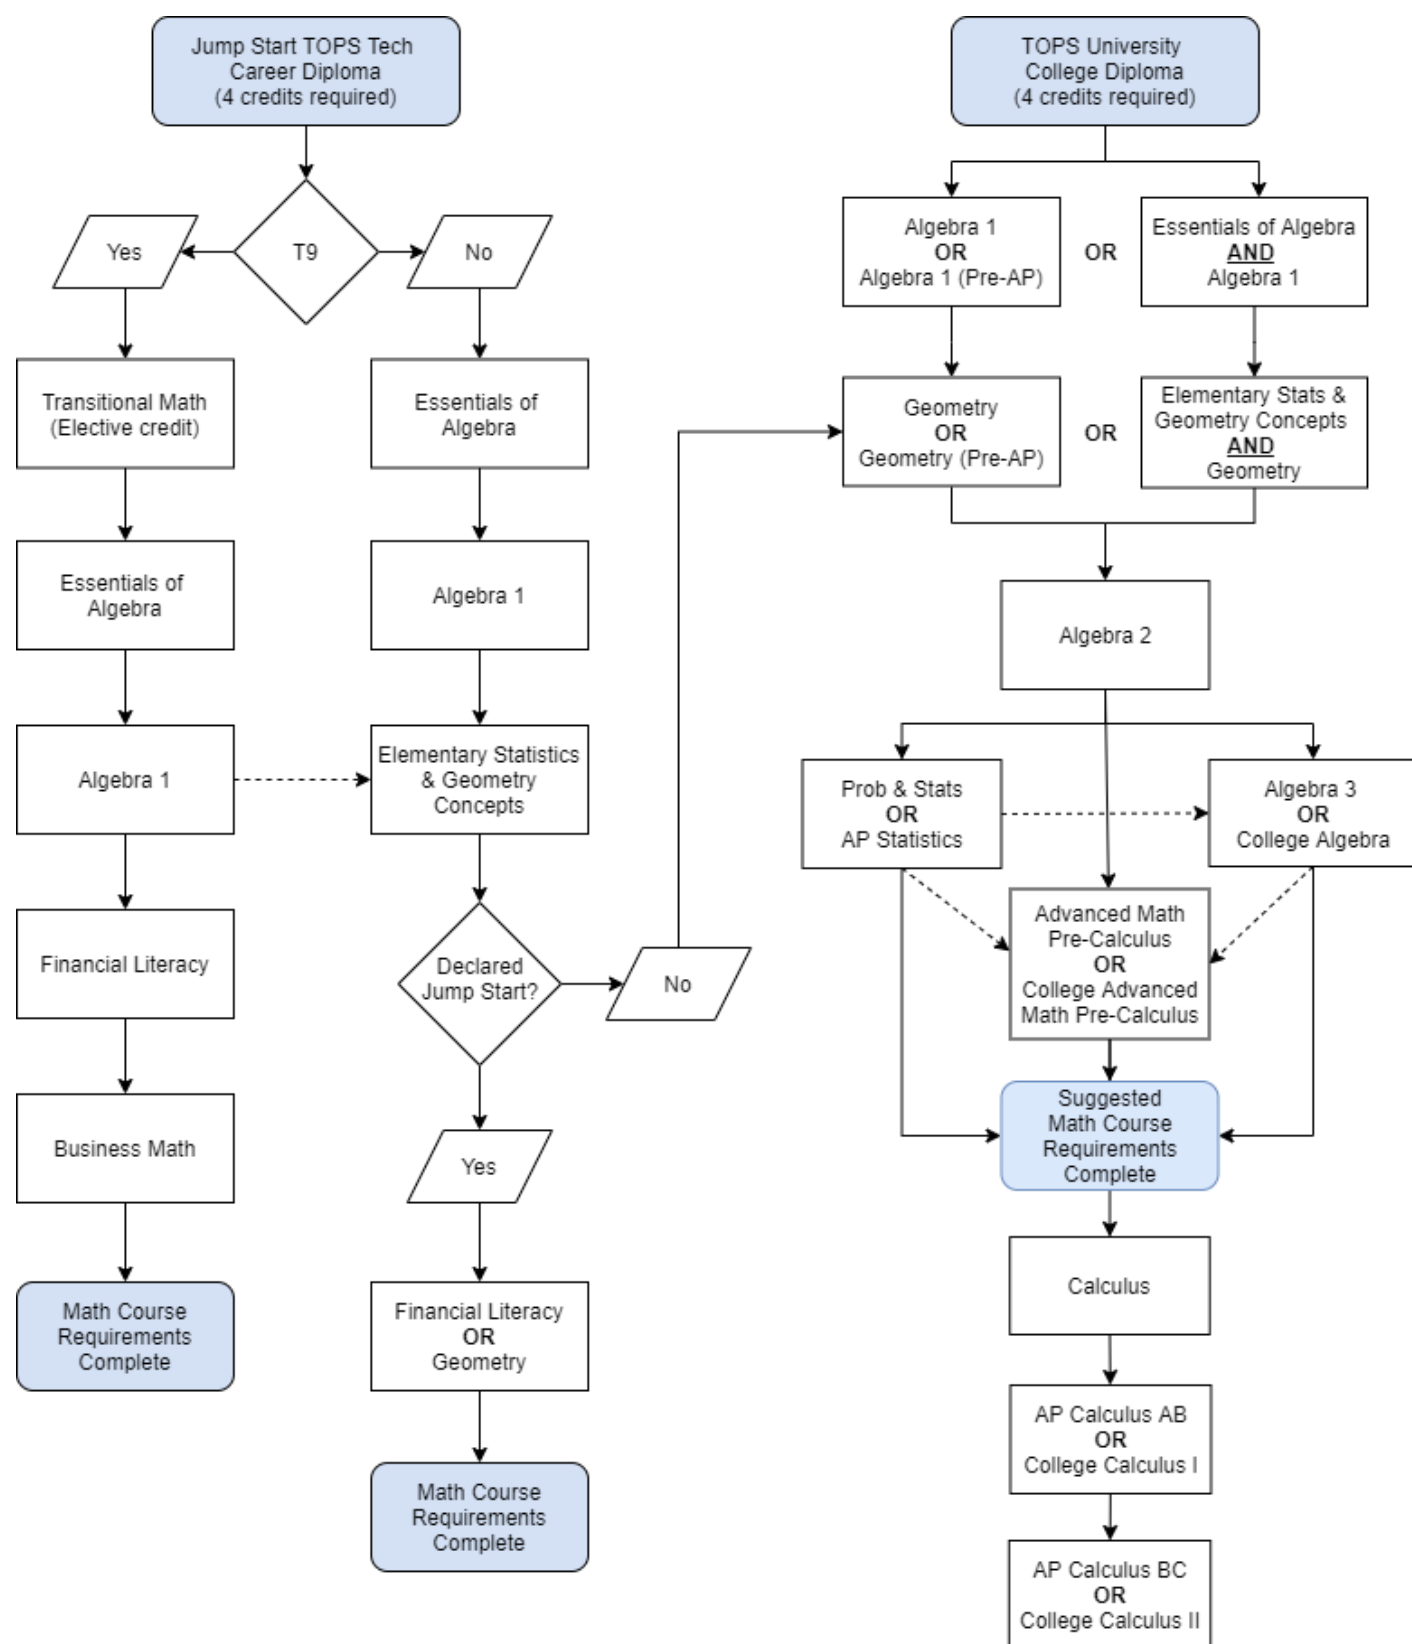 Jump Start TOPS Tech
Career Diploma
(4 credits required)
T9
Yes
No
Transitional Math
(Elective credit)
Essentials of
Algebra
Algebra 1
Financial Literacy
Business Math
Math Course
Requirements
Complete
Essentials of
Algebra
Algebra 1
Elementary Statistics
& Geometry
Concepts
Declared
Jump Start?
No
Yes
Financial Literacy
OR
Geometry
Math Course
Requirements
Complete
TOPS University
College Diploma
(4 credits required)
Algebra 1
OR
Algebra 1 (Pre-AP)
OR
Essentials of Algebra
AND
Algebra 1
Geometry
OR
Geometry (Pre-AP)
OR
Elementary Stats &
Geometry Concepts
AND
Geometry
Algebra 2
Prob & Stats
OR
AP Statistics
Algebra 3
OR
College Algebra
Advanced Math
Pre-Calculus
OR
College Advanced
Math Pre-Calculus
Suggested
Math Course
Requirements
Complete
Calculus
AP Calculus AB
OR
College Calculus I
AP Calculus BC
OR
College Calculus II